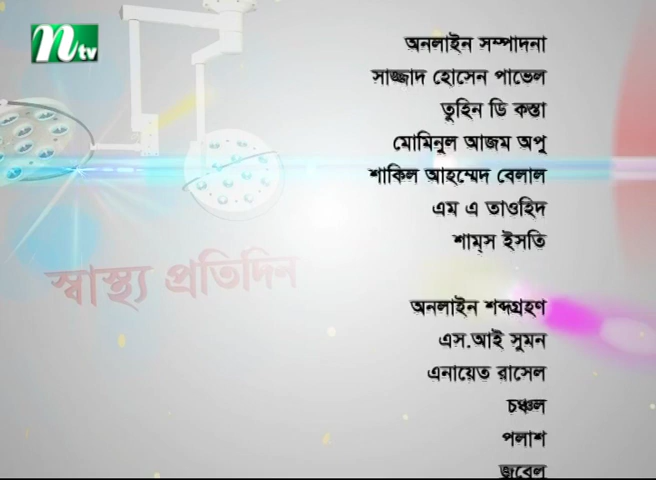 ntv
অনলাইন সম্পাদনা
সাজ্জাদ হোসেন পাভেল
তুহিন ডি কস্তা
মোমিনুল আজম অপু
শাকিল আহম্মেদ বেলাল
এম এ তাওহিদ
শাম্‌স ইসতি
স্বাস্থ্য প্রতিদিন
অনলাইন শব্দগ্রহণ
এস.আই সুমন
এনায়েত রাসেল
চঞ্চল
পলাশ
জুবেল